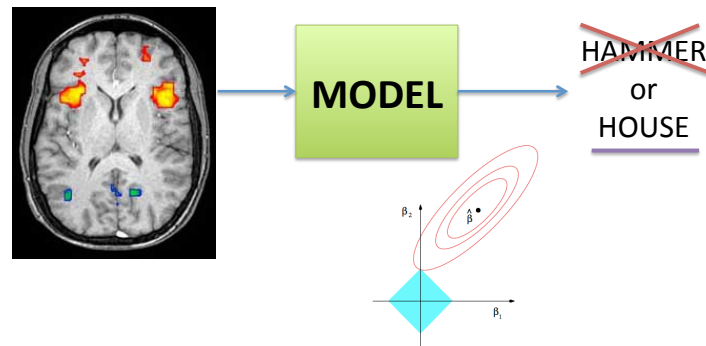 MODEL
HAMMER
or
HOUSE
β₂
β̂
β₁